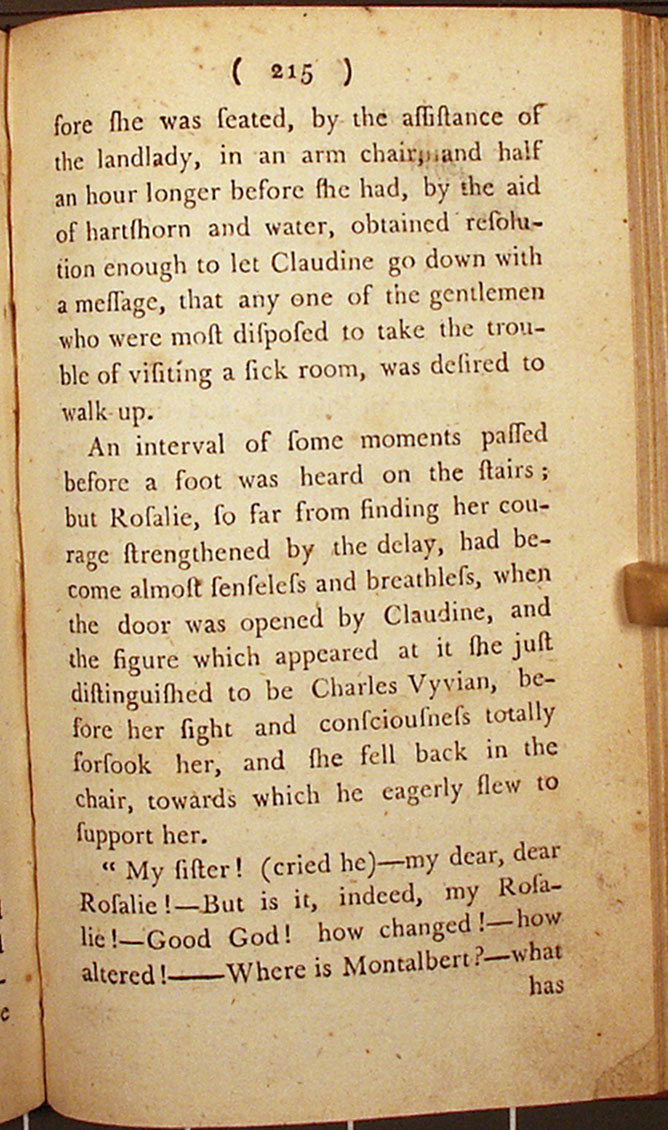 ( 215 )
fore ſhe was ſeated, by the aſſiſtance of
the landlady, in an arm chair, and half
an hour longer before ſhe had, by the aid
of hartſhorn and water, obtained reſolu-
tion enough to let Claudine go down with
a meſſage, that any one of the gentlemen
who were moſt diſpoſed to take the trou-
ble of viſiting a ſick room, was deſired to
walk up.
An interval of ſome moments paſſed
before a foot was heard on the ſtairs;
but Roſalie, ſo far from finding her cou-
rage ſtrengthened by the delay, had be-
come almoſt ſenſeleſs and breathleſs, when
the door was opened by Claudine, and
the figure which appeared at it ſhe juſt
diſtinguiſhed to be Charles Vyvian, be-
fore her ſight and conſciouſneſs totally
forſook her, and ſhe fell back in the
chair, towards which he eagerly flew to
ſupport her.
“ My ſiſter! (cried he)—my dear, dear
Roſalie!—But is it, indeed, my Roſa-
lie!—Good God! how changed!—how
altered!——Where is Montalbert?—what
has